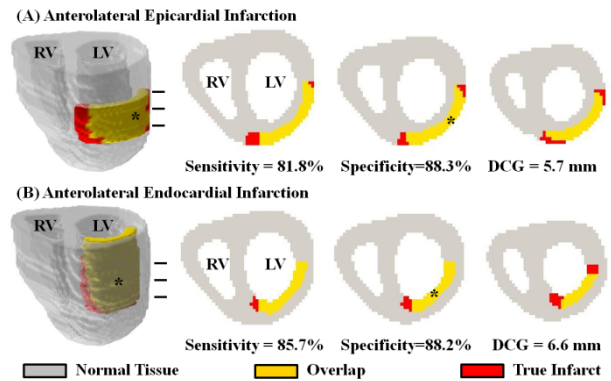 (A) Anterolateral Epicardial Infarction
RV LV RV LV
*
*
Sensitivity = 81.8% Specificity=88.3% DCG = 5.7 mm
(B) Anterolateral Endocardial Infarction
RV LV RV LV
*
*
Sensitivity = 85.7% Specificity=88.2% DCG = 6.6 mm
Normal Tissue Overlap True Infarct